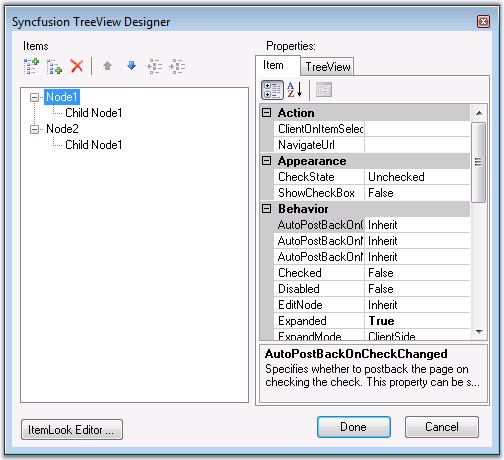 Syncfusion TreeView Designer
Items
Properties:
Item
TreeView
Node1
Child Node1
Node2
Child Node1
Action
ClientOnItemSelec
NavigateUrl
Appearance
CheckState Unchecked
ShowCheckBox False
Behavior
AutoPostBackOn( Inherit
AutoPostBackOn Inherit
AutoPostBackOn Inherit
Checked False
Disabled False
EditNode Inherit
Expanded True
ExpandMode ClientSide
AutoPostBackOnCheckChanged
Specifies whether to postback the page on
checking the check. This property can be s...
ItemLook Editor ...
Done
Cancel